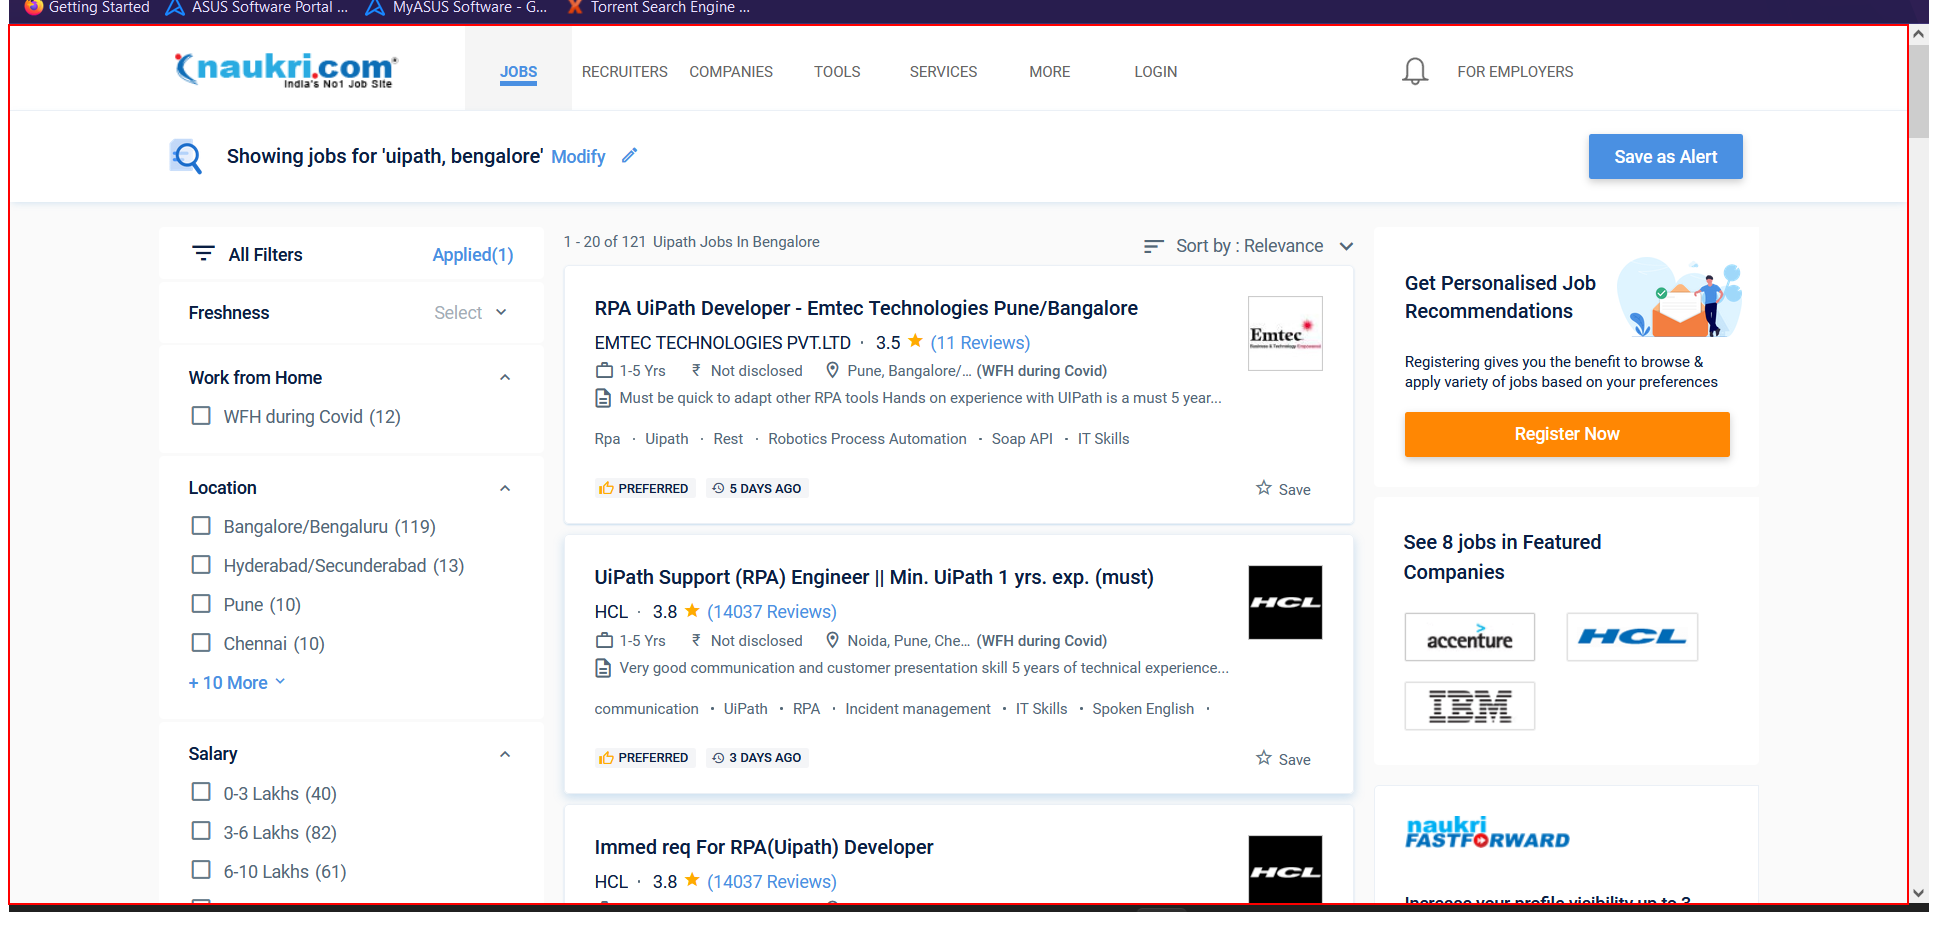 Getting Started ASUS Software Portal ... MyASUS Software - G... Torrent Search Engine ...
naukri.com
India's No1 Job Site
JOBS RECRUITERS COMPANIES TOOLS SERVICES MORE LOGIN FOR EMPLOYERS
Showing jobs for 'uipath, bengalore' Modify
Save as Alert
All Filters Applied(1)
Freshness Select
Work from Home
WFH during Covid (12)
Location
Bangalore/Bengaluru (119)
Hyderabad/Secunderabad (13)
Pune (10)
Chennai (10)
+ 10 More
Salary
0-3 Lakhs (40)
3-6 Lakhs (82)
6-10 Lakhs (61)
1 - 20 of 121 Uipath Jobs In Bengalore
Sort by : Relevance
RPA UiPath Developer - Emtec Technologies Pune/Bangalore
EMTEC TECHNOLOGIES PVT.LTD · 3.5 (11 Reviews)
1-5 Yrs ₹ Not disclosed Pune, Bangalore/... (WFH during Covid)
Must be quick to adapt other RPA tools Hands on experience with UIPath is a must 5 year...
Rpa · Uipath · Rest · Robotics Process Automation · Soap API · IT Skills
PREFERRED 5 DAYS AGO
Save
Emtec
UiPath Support (RPA) Engineer || Min. UiPath 1 yrs. exp. (must)
HCL · 3.8 (14037 Reviews)
1-5 Yrs ₹ Not disclosed Noida, Pune, Che... (WFH during Covid)
Very good communication and customer presentation skill 5 years of technical experience...
communication · UiPath · RPA · Incident management · IT Skills · Spoken English ·
PREFERRED 3 DAYS AGO
Save
HCL
Immed req For RPA(Uipath) Developer
HCL · 3.8 (14037 Reviews)
HCL
Get Personalised Job
Recommendations
Registering gives you the benefit to browse &
apply variety of jobs based on your preferences
Register Now
See 8 jobs in Featured
Companies
accenture
HCL
IBM
naukri
FASTFORWARD
Increase your profile visibility up to 3